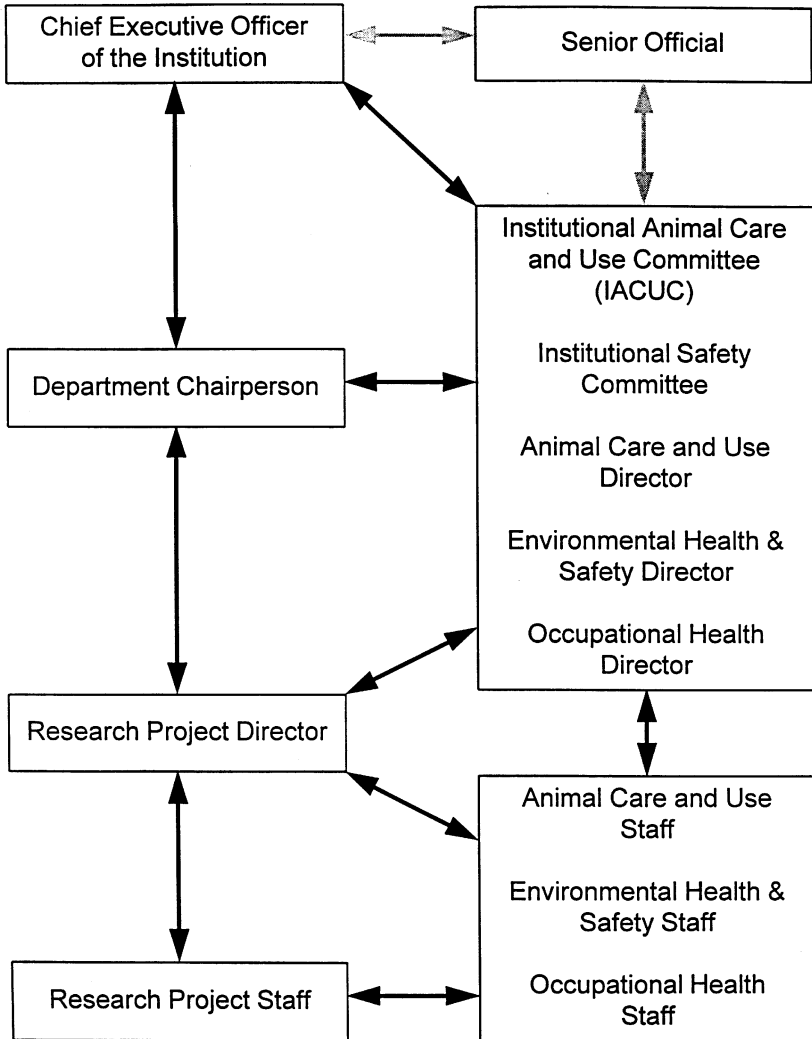 Chief Executive Officer
of the Institution
Senior Official
Institutional Animal Care
and Use Committee
(IACUC)
Institutional Safety
Committee
Department Chairperson
Animal Care and Use
Director
Environmental Health &
Safety Director
Occupational Health
Director
Research Project Director
Animal Care and Use
Staff
Environmental Health &
Safety Staff
Occupational Health
Staff
Research Project Staff